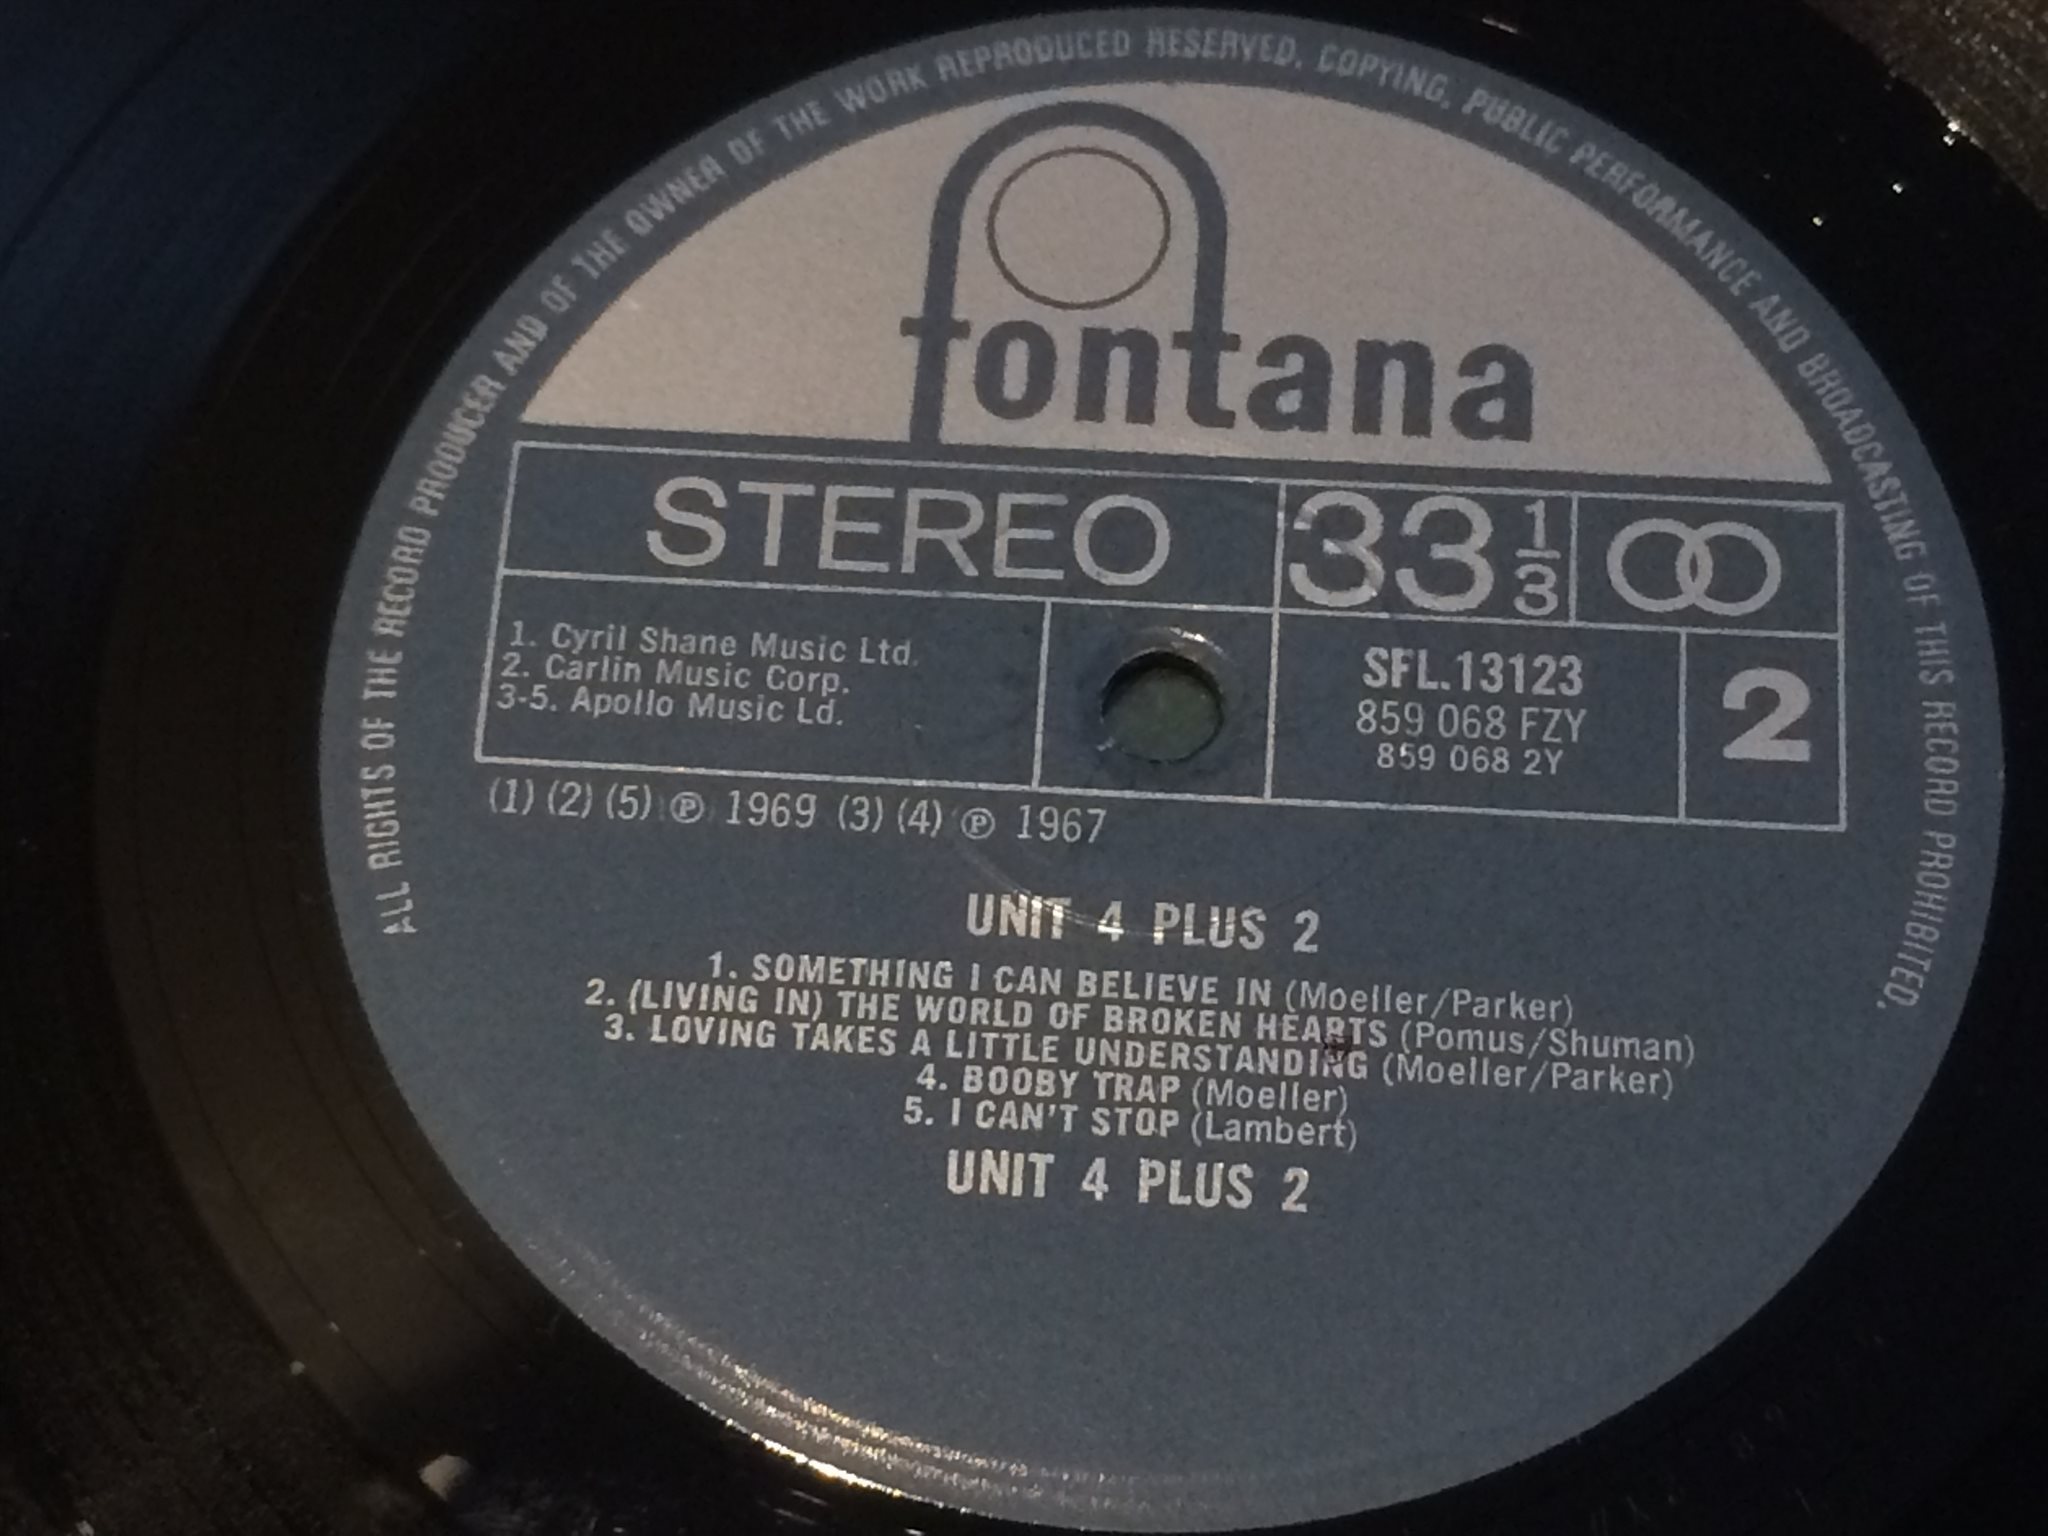 ALL RIGHTS OF THE RECORD PRODUCER AND OF THE OWNER OF THE WORK REPRODUCED RESERVED. COPYING, PUBLIC PERFORMANCE AND BROADCASTING OF THIS RECORD PROHIBITED.
fontana
STEREO 33 1/3
1. Cyril Shane Music Ltd.
2. Carlin Music Corp.
3-5. Apollo Music Ld.
SFL.13123
859 068 FZY
859 068 2Y
2
(1) (2) (5) ℗ 1969 (3) (4) ℗ 1967
UNIT 4 PLUS 2
1. SOMETHING I CAN BELIEVE IN (Moeller/Parker)
2. (LIVING IN) THE WORLD OF BROKEN HEARTS (Pomus/Shuman)
3. LOVING TAKES A LITTLE UNDERSTANDING (Moeller/Parker)
4. BOOBY TRAP (Moeller)
5. I CAN'T STOP (Lambert)
UNIT 4 PLUS 2